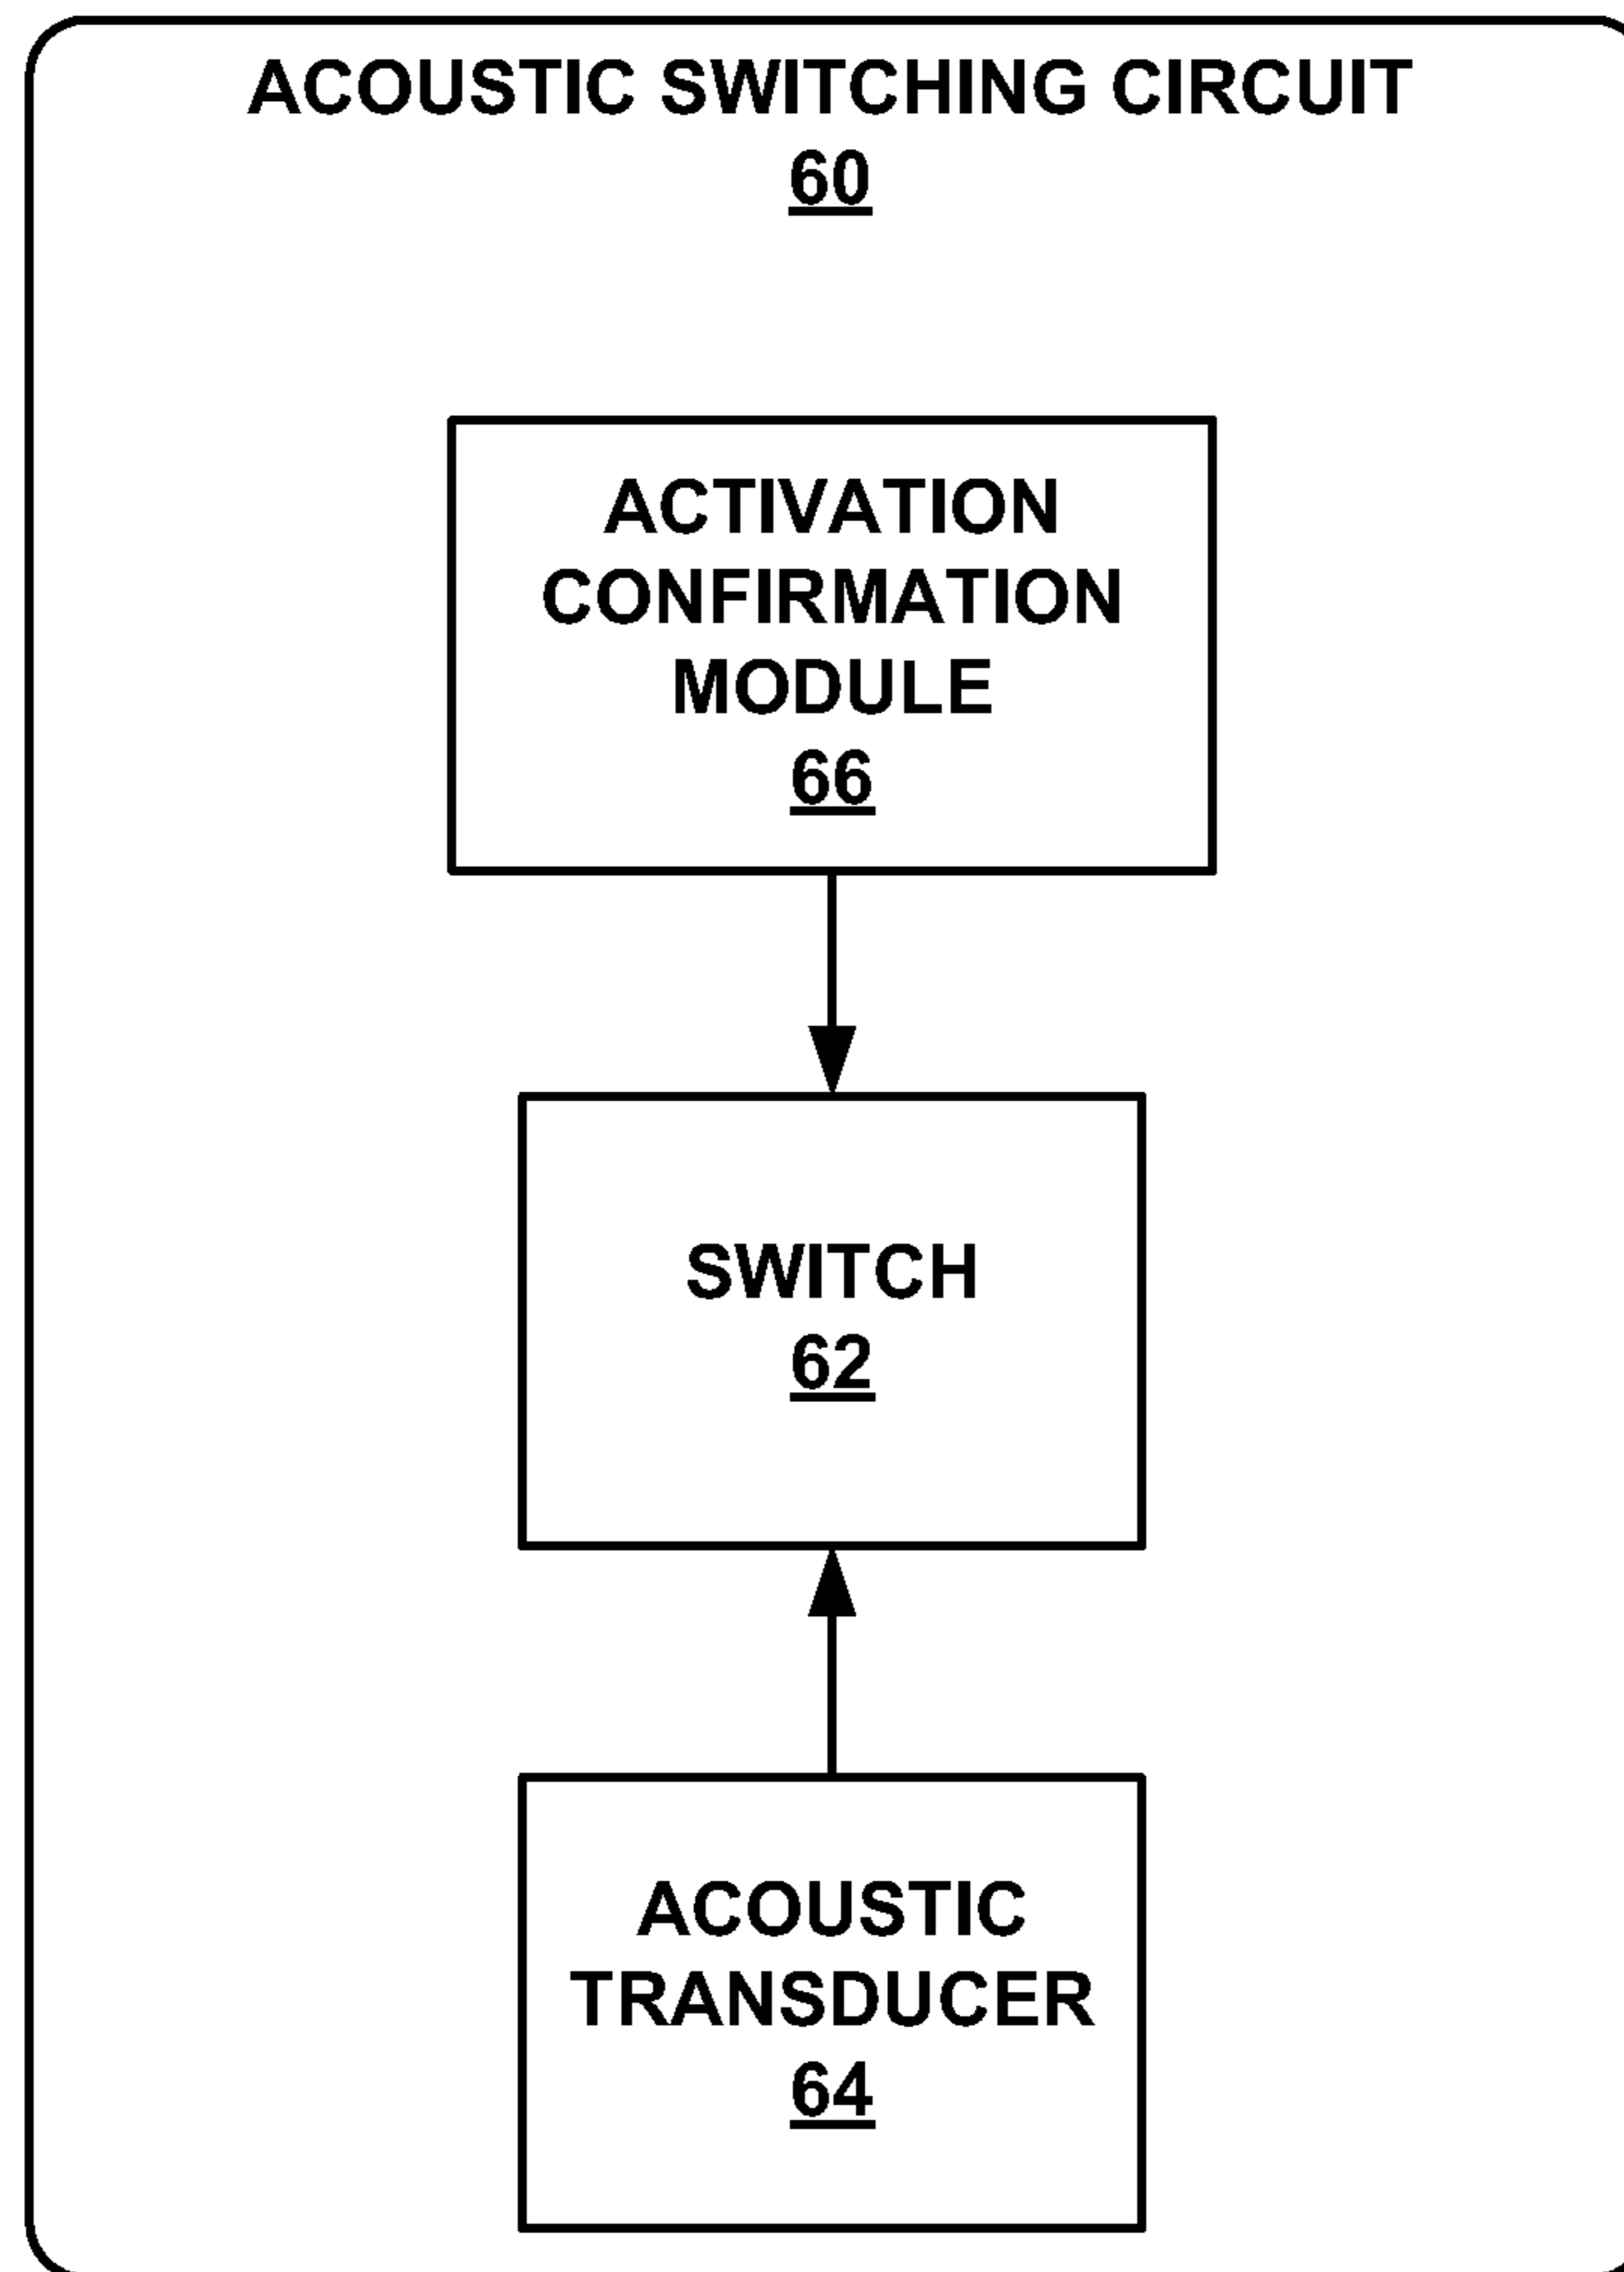 ACOUSTIC SWITCHING CIRCUIT
60
ACTIVATION
CONFIRMATION
MODULE
66
SWITCH
62
ACOUSTIC
TRANSDUCER
64